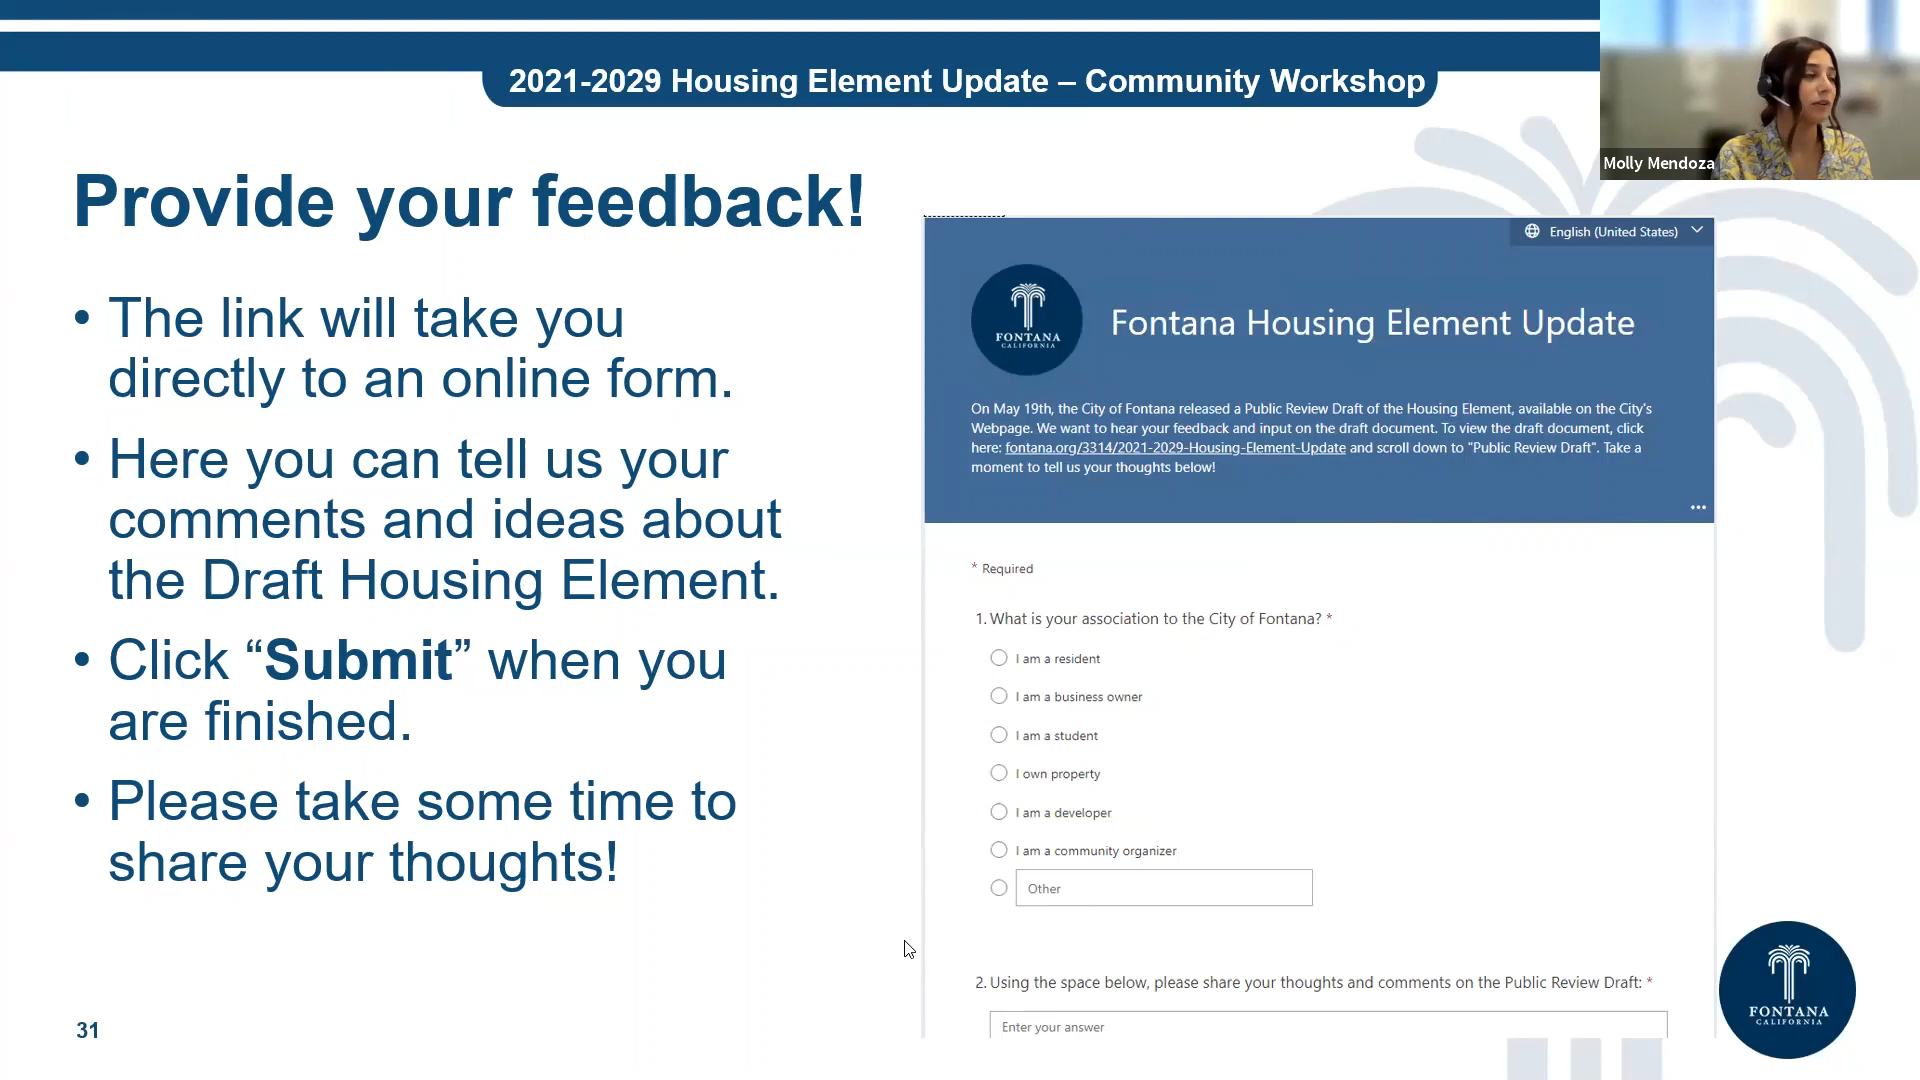 2021-2029 Housing Element Update – Community Workshop
Molly Mendoza
Provide your feedback!
• The link will take you
directly to an online form.
• Here you can tell us your
comments and ideas about
the Draft Housing Element.
• Click “Submit” when you
are finished.
• Please take some time to
share your thoughts!
31
English (United States)
FONTANA
CALIFORNIA
Fontana Housing Element Update
On May 19th, the City of Fontana released a Public Review Draft of the Housing Element, available on the City's
Webpage. We want to hear your feedback and input on the draft document. To view the draft document, click
here: fontana.org/3314/2021-2029-Housing-Element-Update and scroll down to "Public Review Draft". Take a
moment to tell us your thoughts below!
* Required
1. What is your association to the City of Fontana? *
I am a resident
I am a business owner
I am a student
I own property
I am a developer
I am a community organizer
Other
2. Using the space below, please share your thoughts and comments on the Public Review Draft: *
Enter your answer
FONTANA
CALIFORNIA